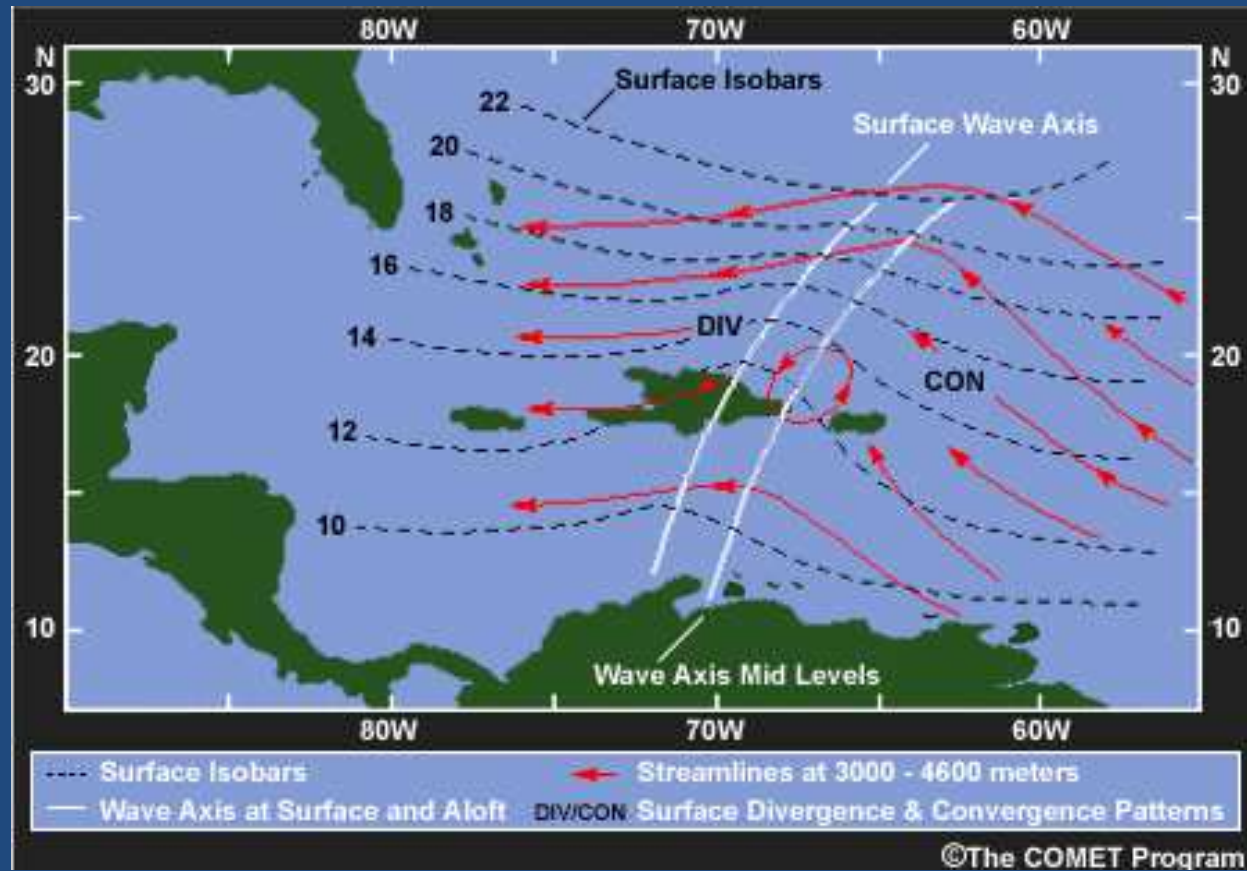 80W 70W 60W
N N
30 30
Surface Isobars
22
Surface Wave Axis
20
18
16
14 DIV
20 20
CON
12
10
10 10
Wave Axis Mid Levels
80W 70W 60W
Surface Isobars Streamlines at 3000 - 4600 meters
Wave Axis at Surface and Aloft DIV/CON Surface Divergence & Convergence Patterns
©The COMET Program